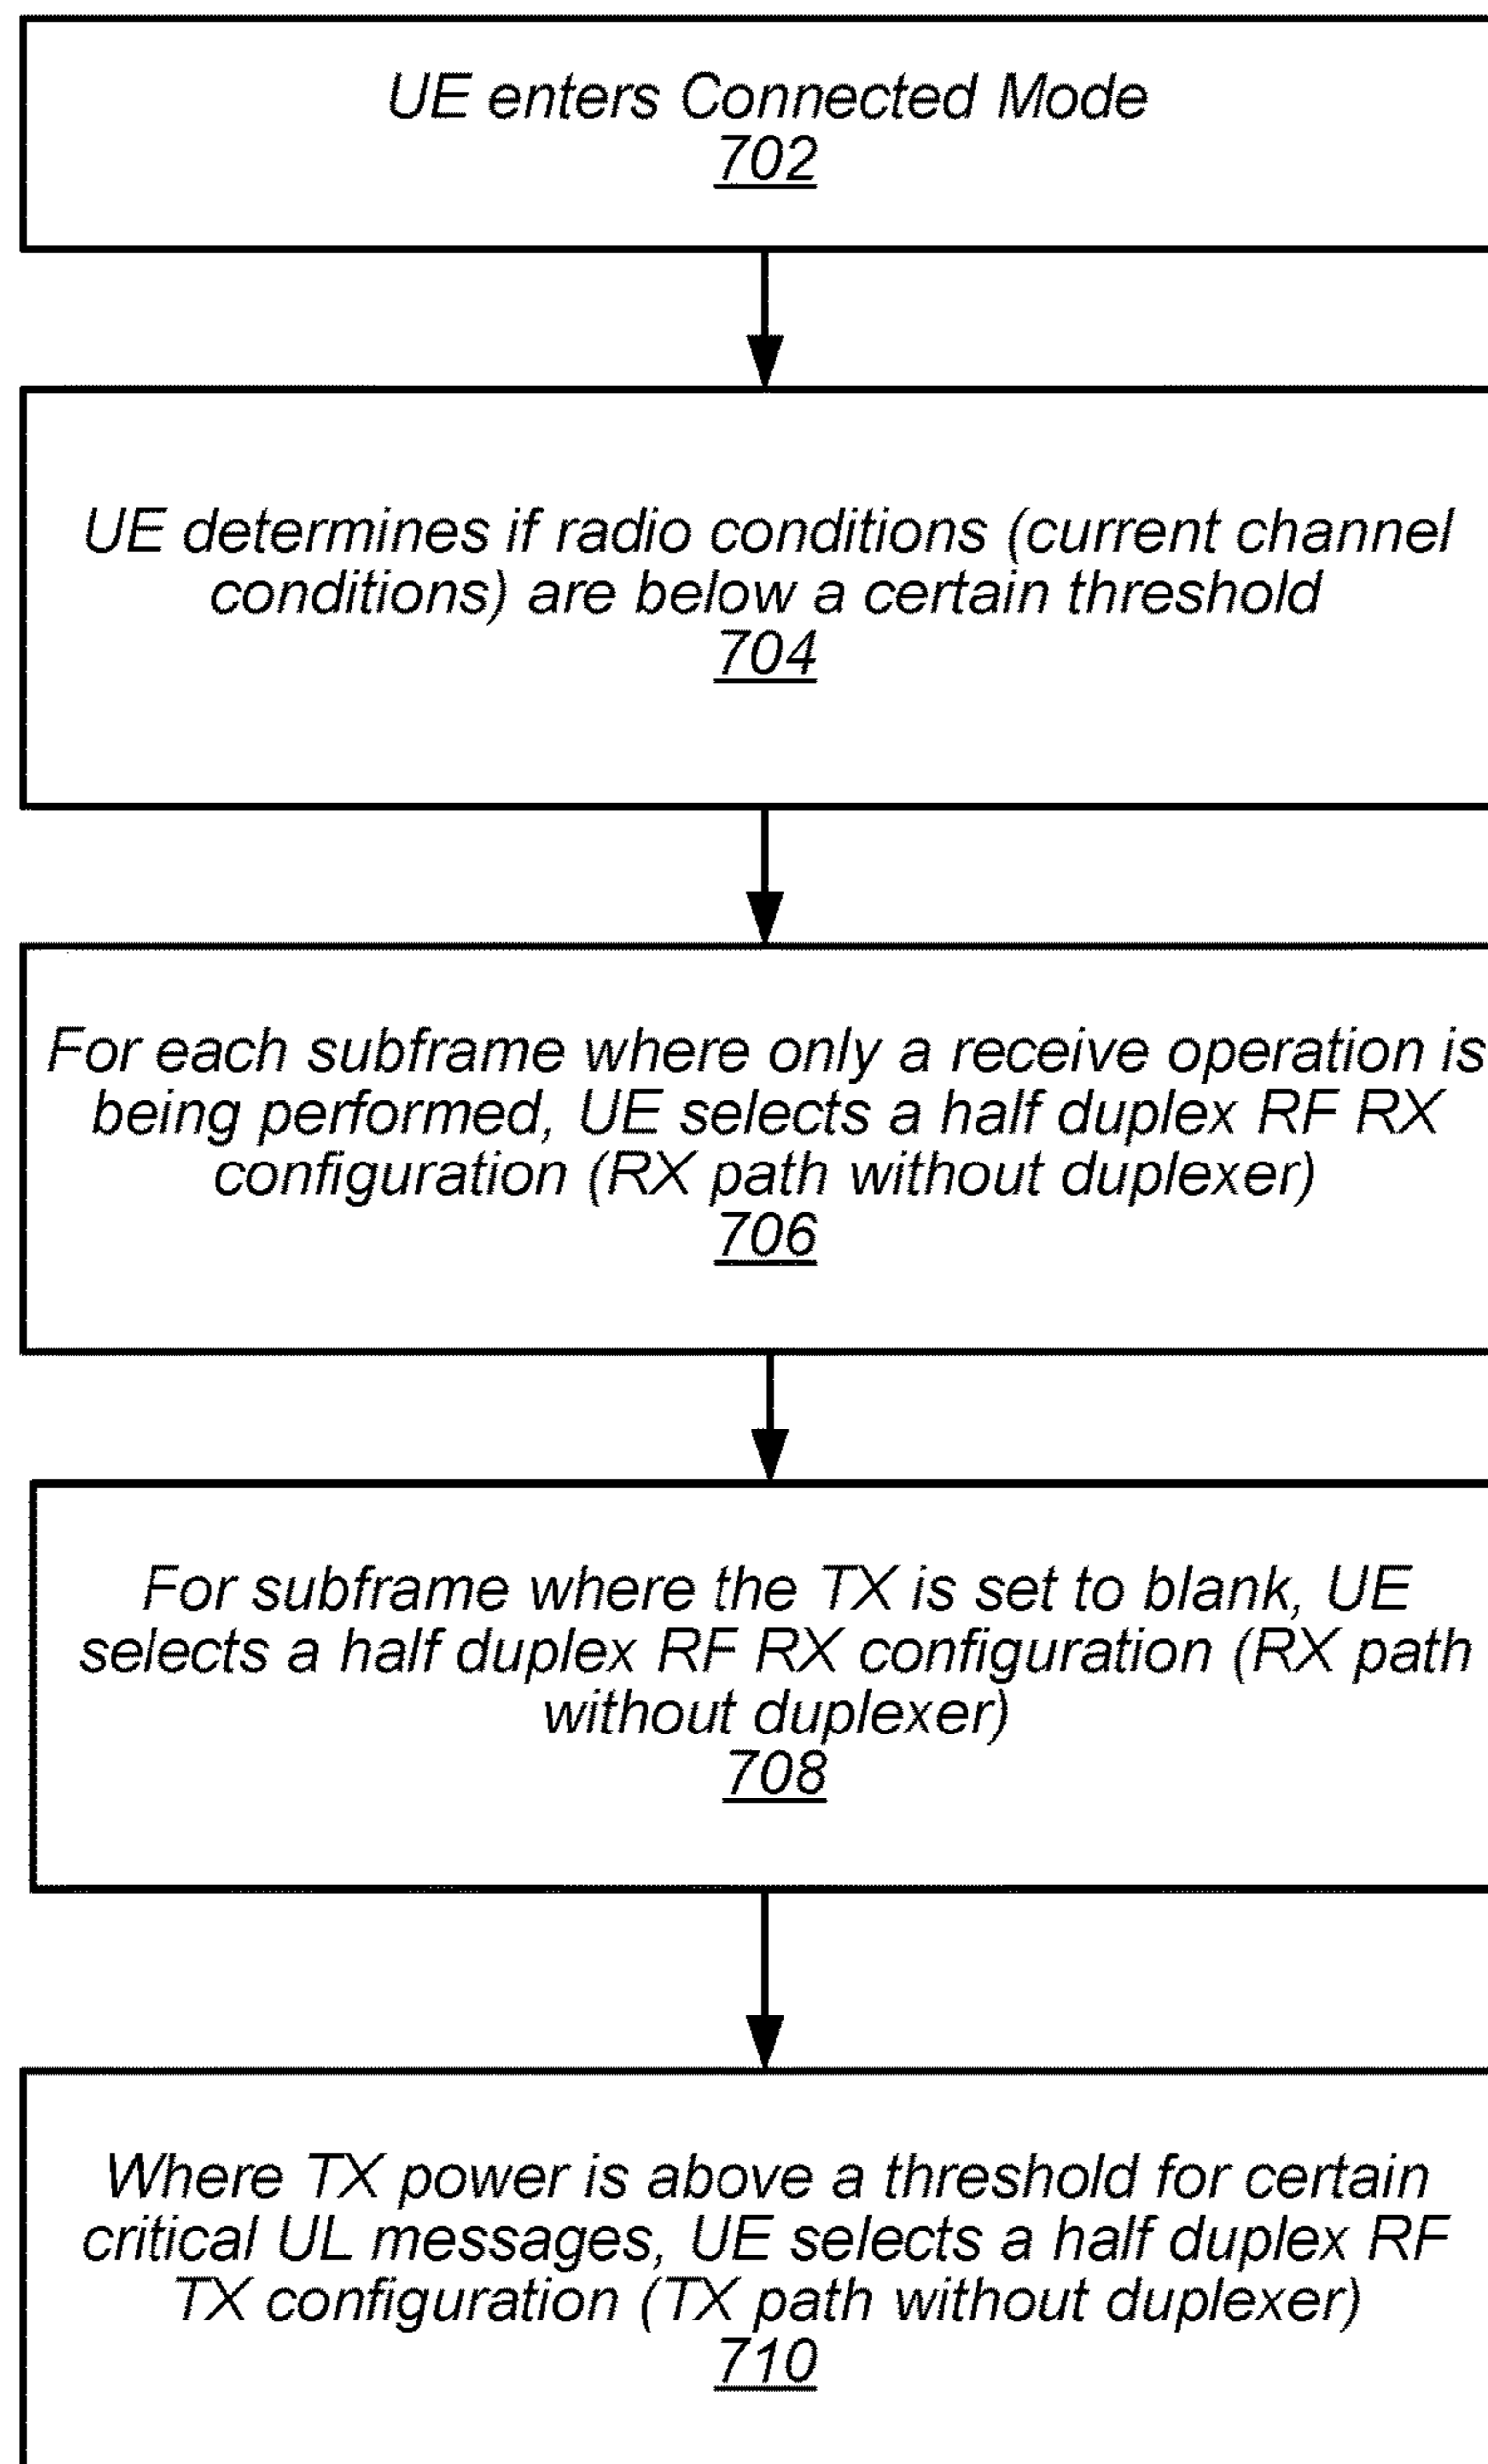 UE enters Connected Mode
702
UE determines if radio conditions (current channel
conditions) are below a certain threshold
704
For each subframe where only a receive operation is
being performed, UE selects a half duplex RF RX
configuration (RX path without duplexer)
706
For subframe where the TX is set to blank, UE
selects a half duplex RF RX configuration (RX path
without duplexer)
708
Where TX power is above a threshold for certain
critical UL messages, UE selects a half duplex RF
TX configuration (TX path without duplexer)
710